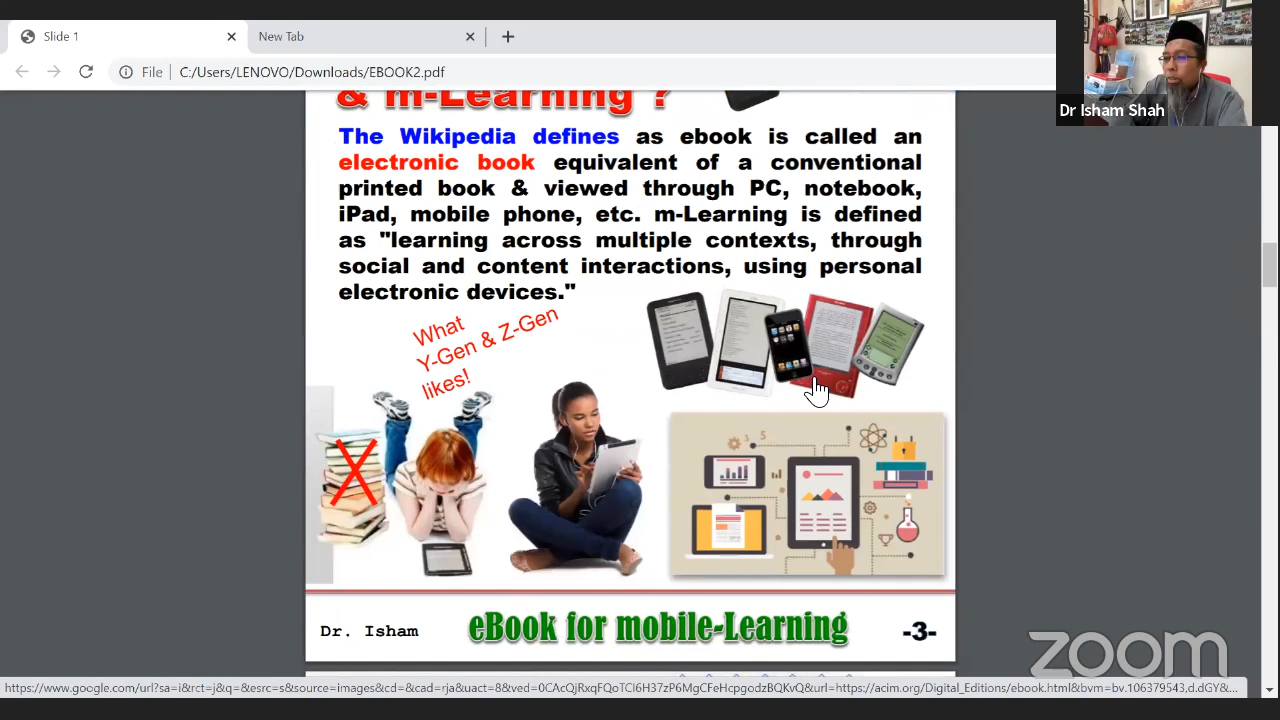 Slide 1
New Tab
File
C:/Users/LENOVO/Downloads/EBOOK2.pdf
Dr Isham Shah
& m-Learning ?
The Wikipedia defines as ebook is called an
electronic book equivalent of a conventional
printed book & viewed through PC, notebook,
iPad, mobile phone, etc. m-Learning is defined
as "learning across multiple contexts, through
social and content interactions, using personal
electronic devices."
What
Y-Gen & Z-Gen
likes!
3 5
Dr. Isham
eBook for mobile-Learning
-3-
zoom
https://www.google.com/url?sa=i&rct=j&q=&esrc=s&source=images&cd=&cad=rja&uact=8&ved=0CAcQjRxqFQoTCI6H37zP6MgCFeHcpgodzBQKvQ&url=https://acim.org/Digital_Editions/ebook.html&bvm=bv.106379543,d.dGY&...